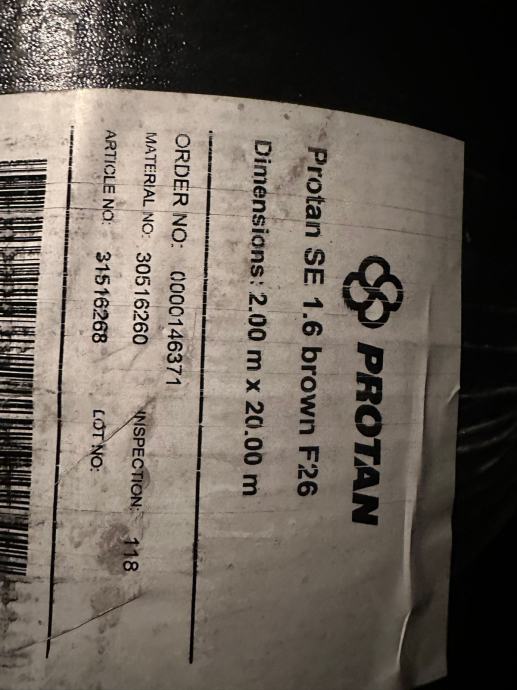 PROTAN
Protan SE 1.6 brown F26
Dimensions: 2.00 m x 20.00 m
ORDER NO: 0000146371
MATERIAL NO: 30516260 INSPECTION: 118
ARTICLE NO: 31516268 LOT NO: